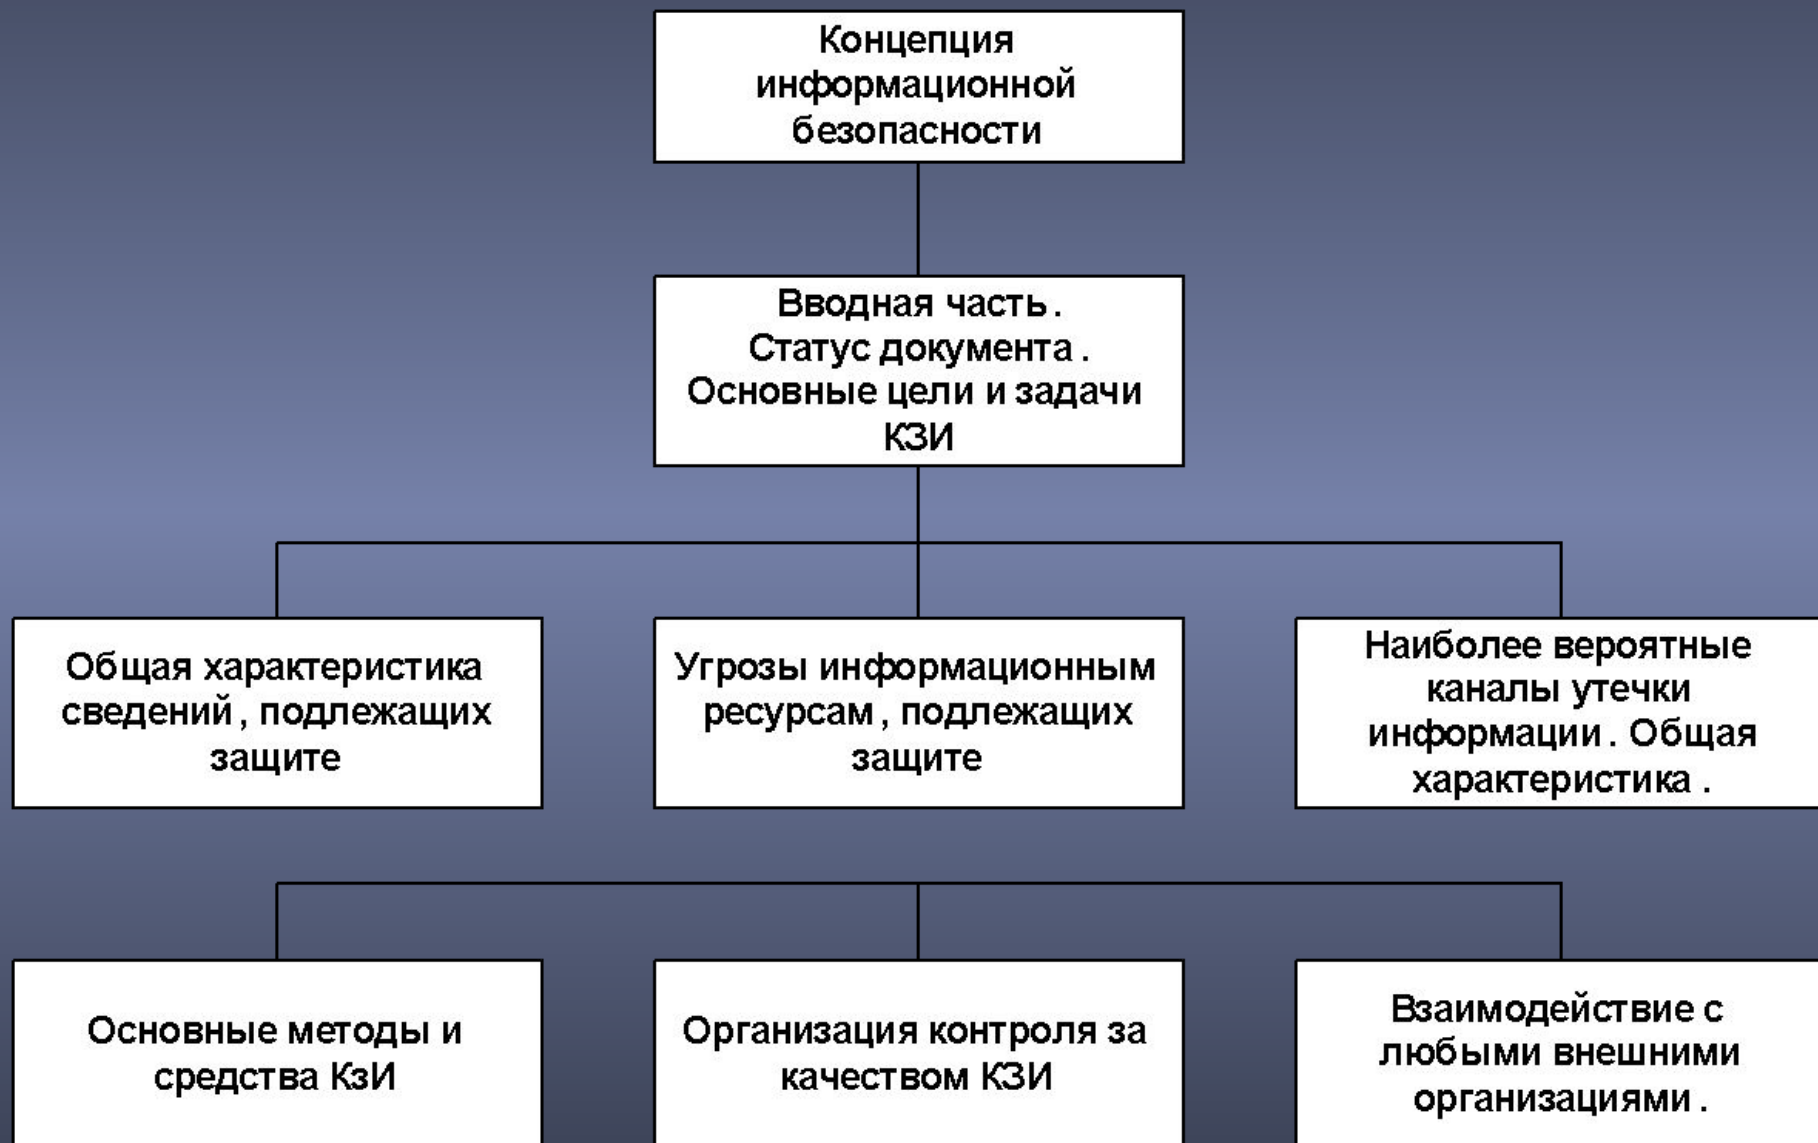 Концепция
информационной
безопасности
Вводная часть.
Статус документа.
Основные цели и задачи
КЗИ
Общая характеристика
сведений, подлежащих
защите
Угрозы информационным
ресурсам, подлежащих
защите
Наиболее вероятные
каналы утечки
информации. Общая
характеристика.
Основные методы и
средства КзИ
Организация контроля за
качеством КЗИ
Взаимодействие с
любыми внешними
организациями.